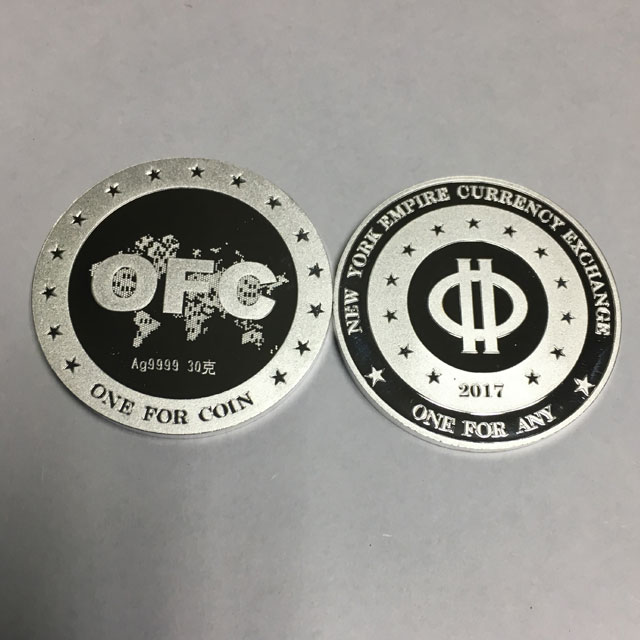 OFC
Ag9999 30克
ONE FOR COIN
NEW YORK EMPIRE CURRENCY EXCHANGE
2017
ONE FOR ANY